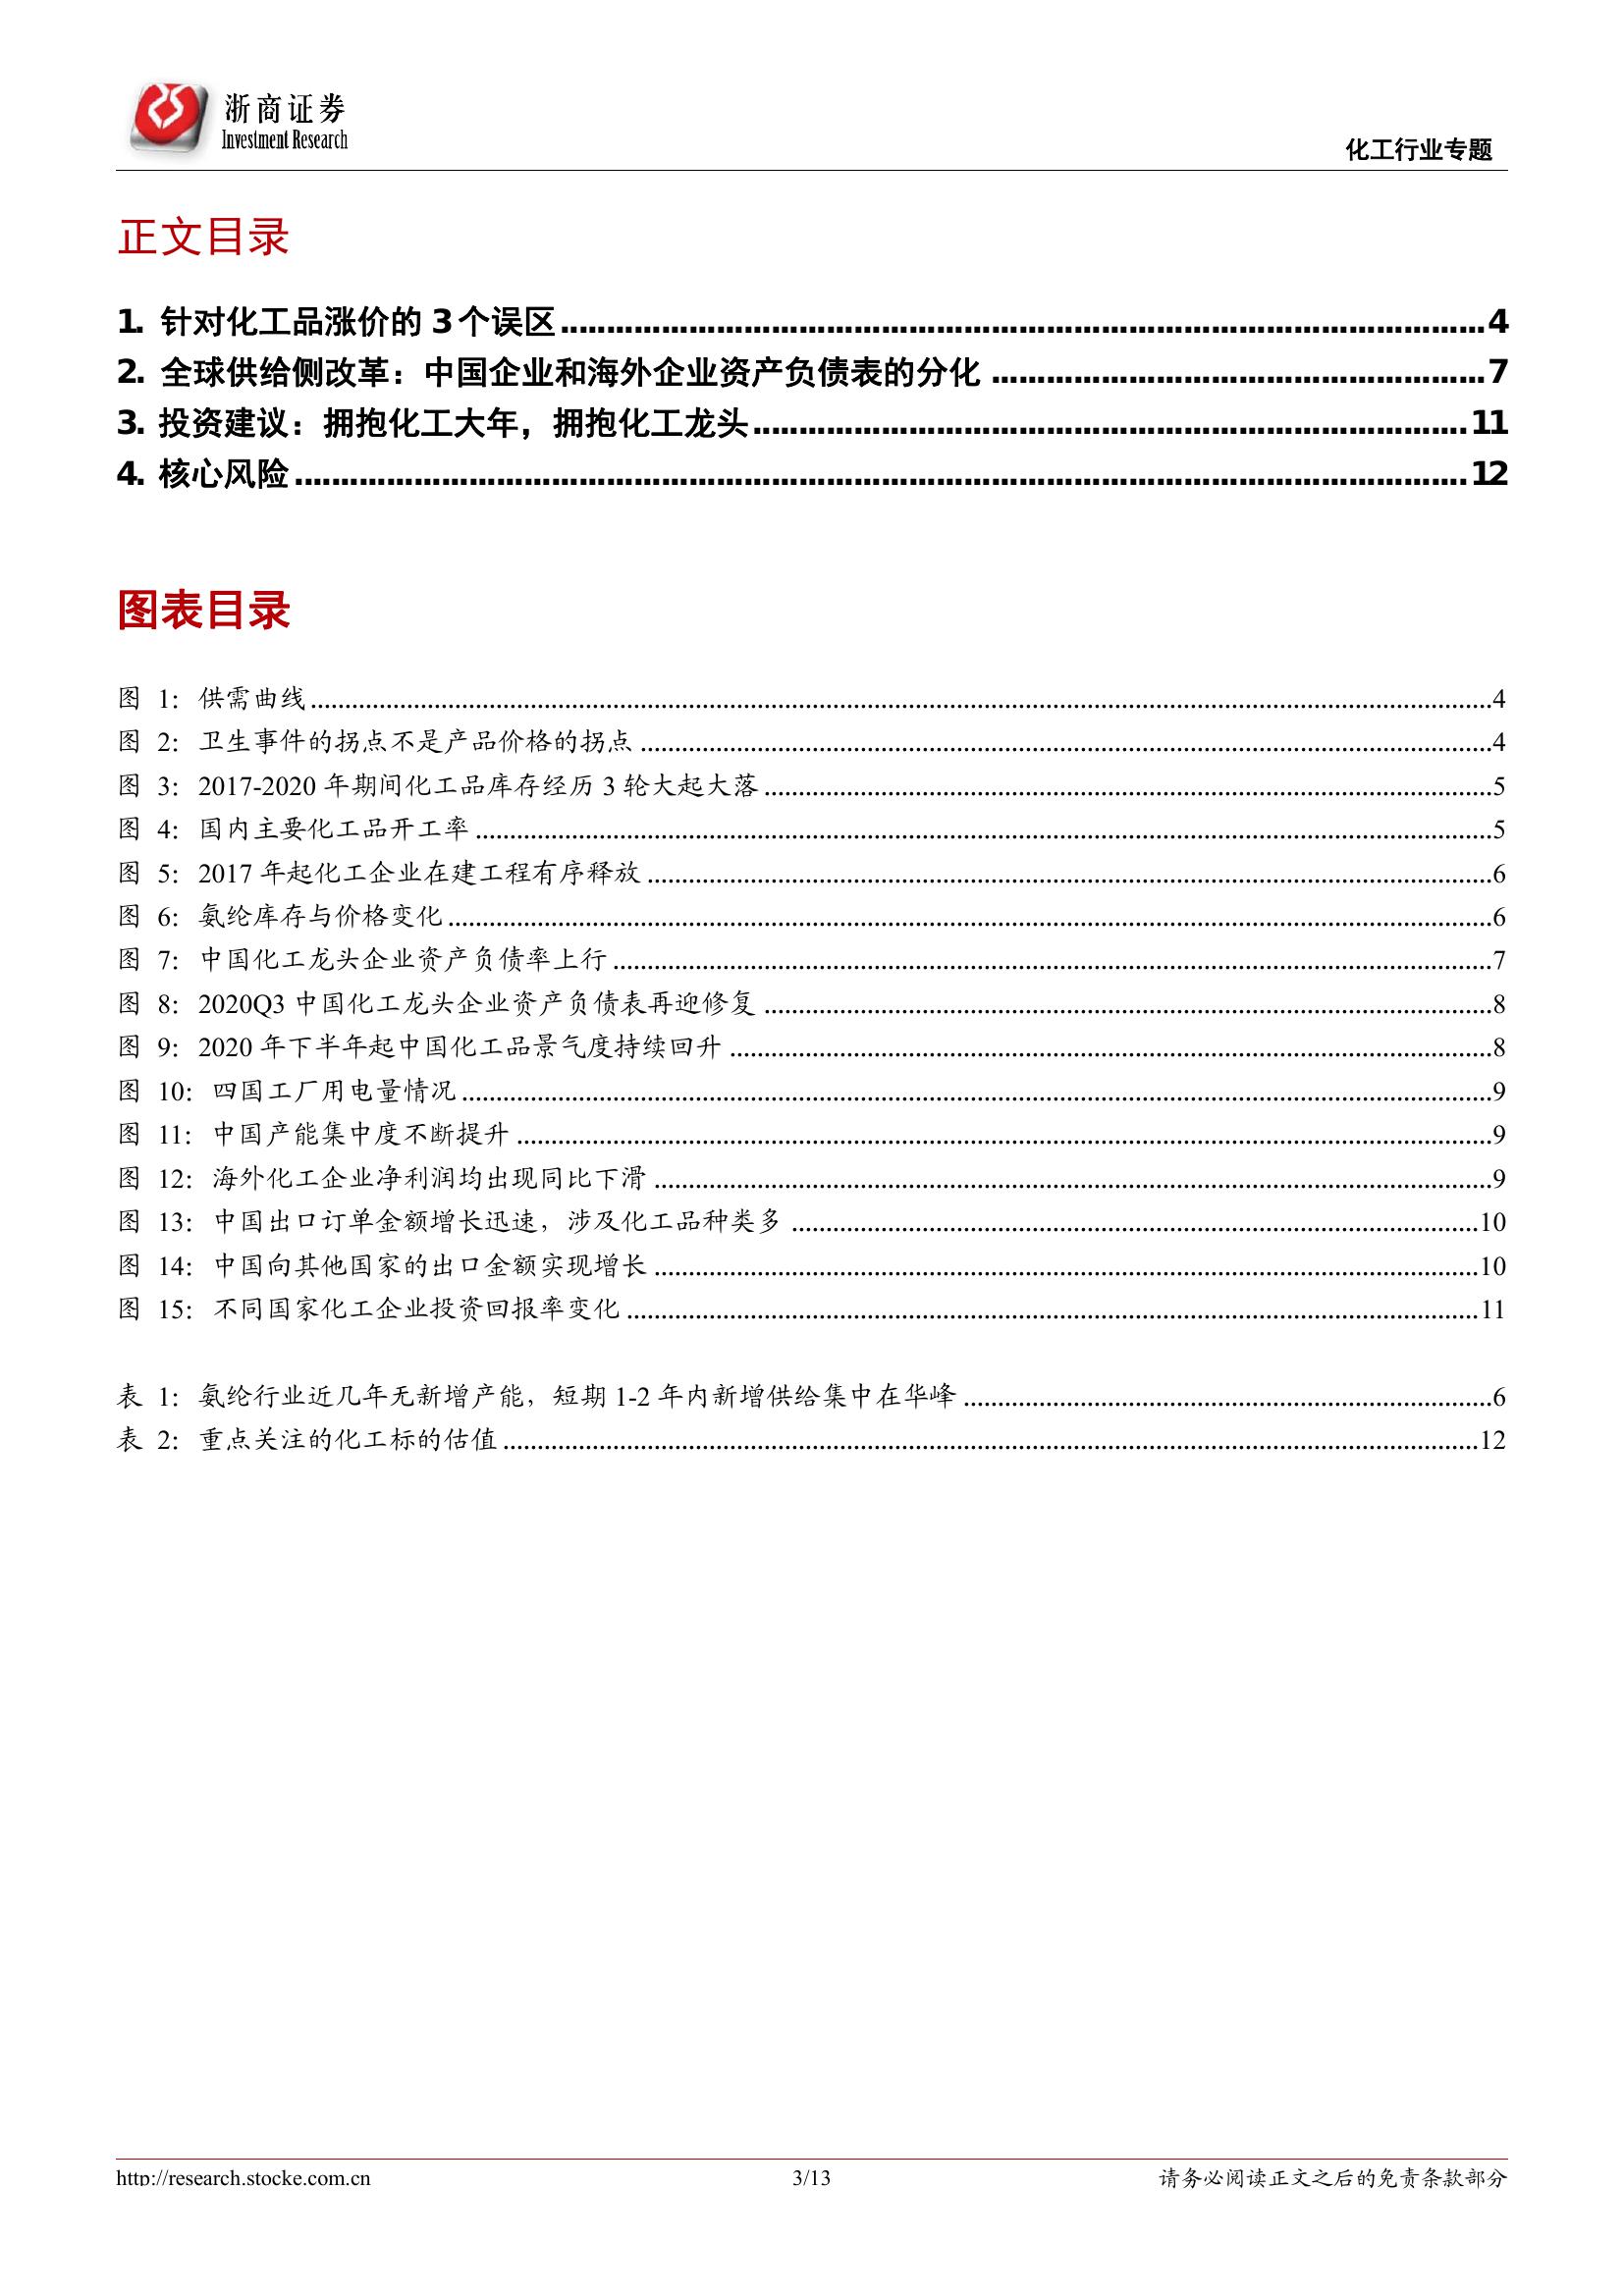 浙商证券
Investment Research
化工行业专题
正文目录
1. 针对化工品涨价的 3 个误区 4
2. 全球供给侧改革：中国企业和海外企业资产负债表的分化 7
3. 投资建议：拥抱化工大年，拥抱化工龙头 11
4. 核心风险 12
图表目录
图 1：供需曲线 4
图 2：卫生事件的拐点不是产品价格的拐点 4
图 3：2017-2020 年期间化工品库存经历 3 轮大起大落 5
图 4：国内主要化工品开工率 5
图 5：2017 年起化工企业在建工程有序释放 6
图 6：氨纶库存与价格变化 6
图 7：中国化工龙头企业资产负债率上行 7
图 8：2020Q3 中国化工龙头企业资产负债表再迎修复 8
图 9：2020 年下半年起中国化工品景气度持续回升 8
图 10：四国工厂用电量情况 9
图 11：中国产能集中度不断提升 9
图 12：海外化工企业净利润均出现同比下滑 9
图 13：中国出口订单金额增长迅速，涉及化工品种类多 10
图 14：中国向其他国家的出口金额实现增长 10
图 15：不同国家化工企业投资回报率变化 11
表 1：氨纶行业近几年无新增产能，短期 1-2 年内新增供给集中在华峰 6
表 2：重点关注的化工标的估值 12
http://research.stocke.com.cn
3/13
请务必阅读正文之后的免责条款部分